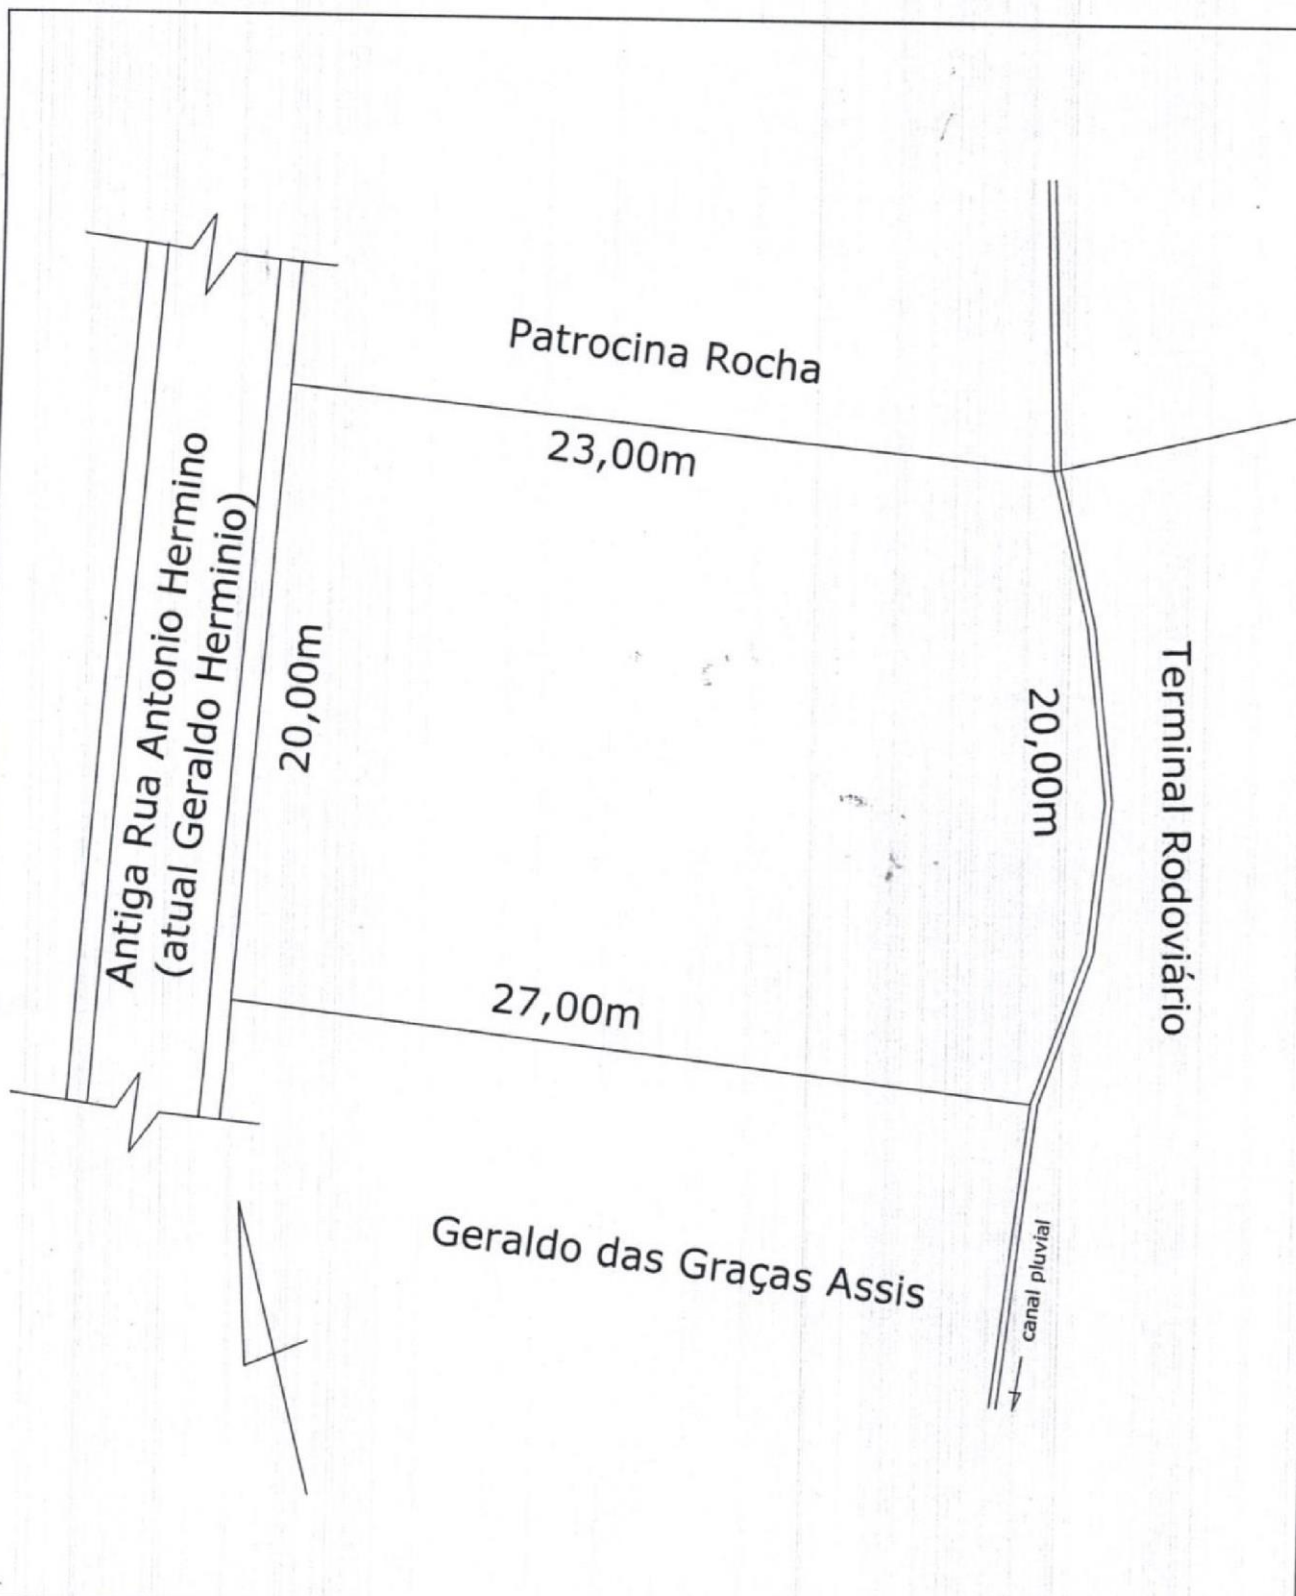 Patrocina Rocha
23,00m
Antiga Rua Antonio Hermino
(atual Geraldo Herminio)
20,00m
20,00m
Terminal Rodoviário
27,00m
Geraldo das Graças Assis
canal pluvial